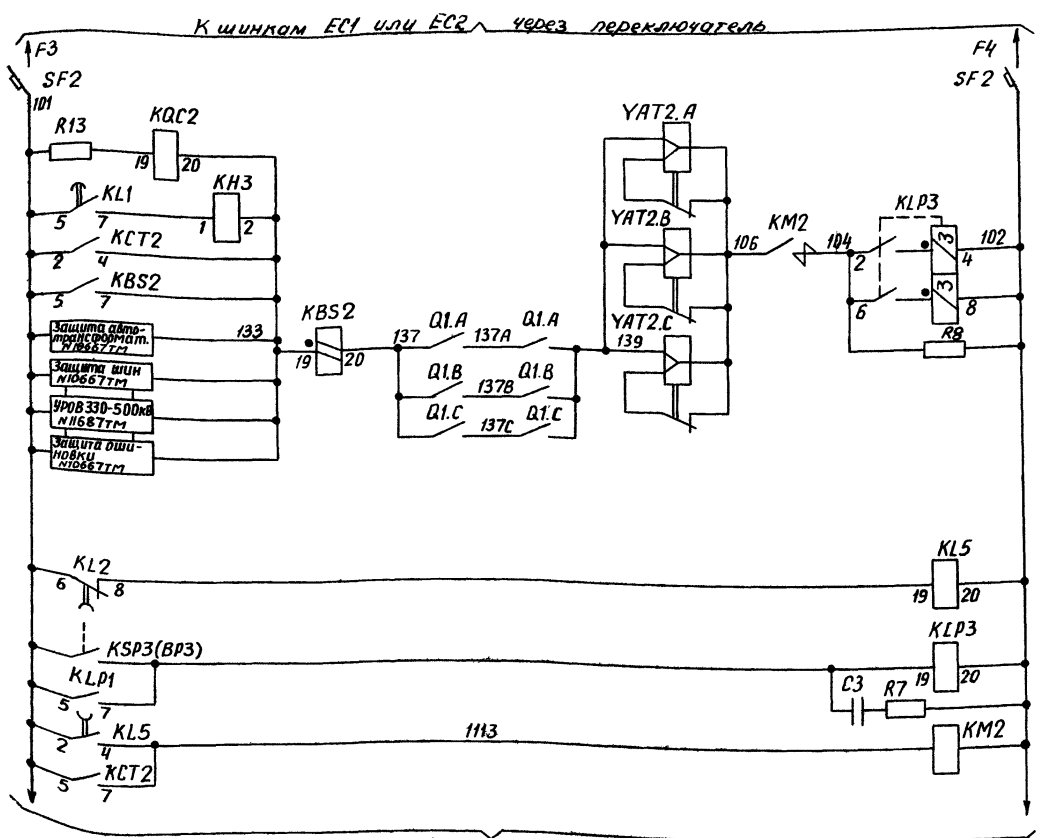 К шинкам ЕС1 или ЕС2 через переключатель
F3
F4
SF2
SF2
101
R13
KQC2
19
20
YAT2.A
KL1
KH3
5
7
1
2
KCT2
2
4
KBS2
5
7
YAT2.B
KM2
KLP3
106
104
2
3
4
102
6
3
8
R8
Защита авто-
трансформат.
N10667ТМ
133
KBS2
19
20
137
Q1.A
137A
Q1.A
YAT2.C
139
Защита шин
N10667ТМ
Q1.B
137B
Q1.B
УРОВ 330-500кВ
N11687ТМ
Q1.C
137C
Q1.C
Защита оши-
новки
N10667ТМ
KL2
6
8
KL5
19
20
KSP3(BP3)
KLP3
19
20
KLP1
5
7
C3
R7
KL5
2
4
1113
KM2
KCT2
5
7